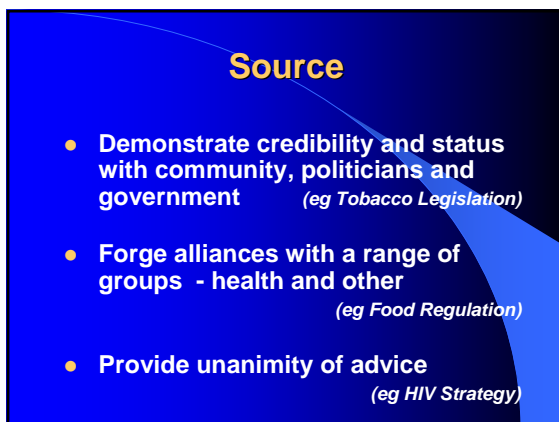 Source
● Demonstrate credibility and status
with community, politicians and
government (eg Tobacco Legislation)
● Forge alliances with a range of
groups - health and other
(eg Food Regulation)
● Provide unanimity of advice
(eg HIV Strategy)